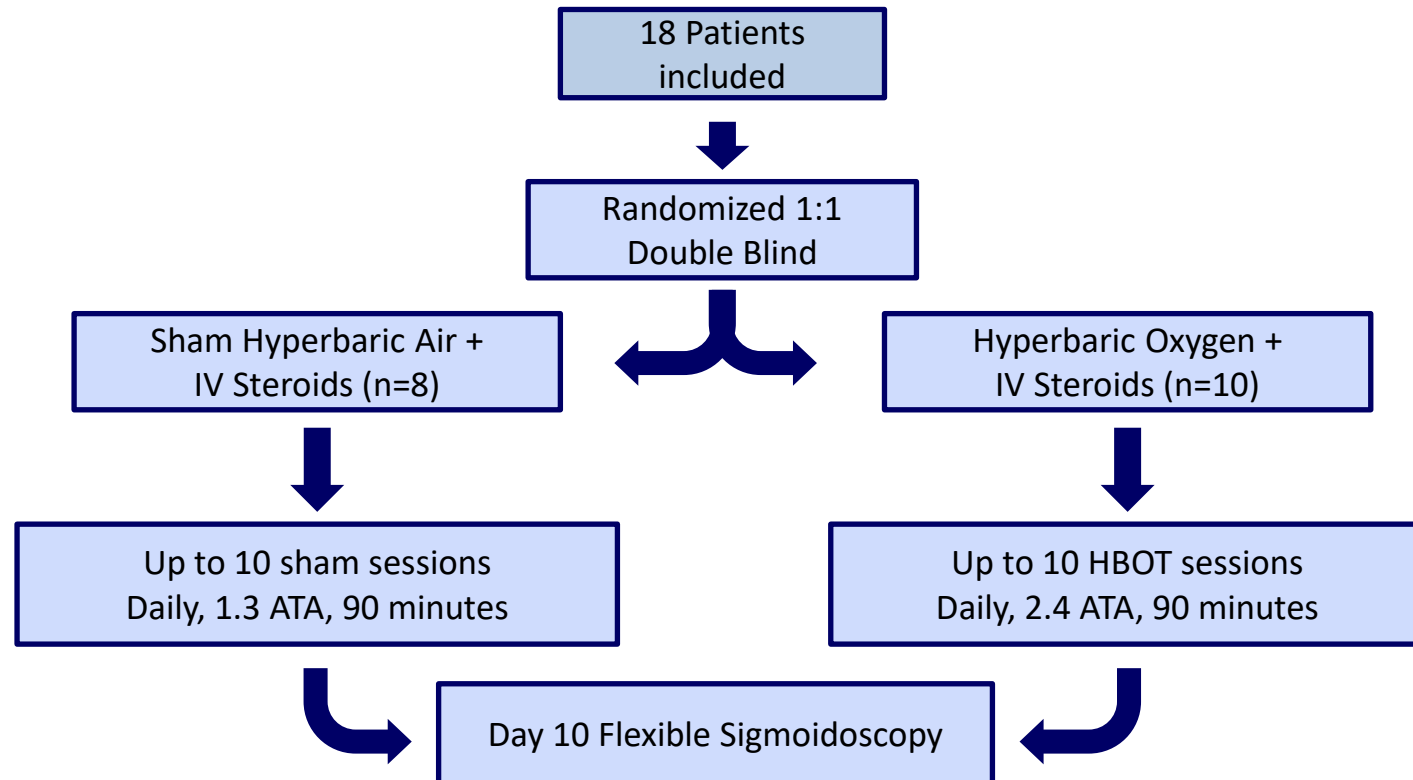 18 Patients
included
Randomized 1:1
Double Blind
Sham Hyperbaric Air +
IV Steroids (n=8)
Hyperbaric Oxygen +
IV Steroids (n=10)
Up to 10 sham sessions
Daily, 1.3 ATA, 90 minutes
Up to 10 HBOT sessions
Daily, 2.4 ATA, 90 minutes
Day 10 Flexible Sigmoidoscopy